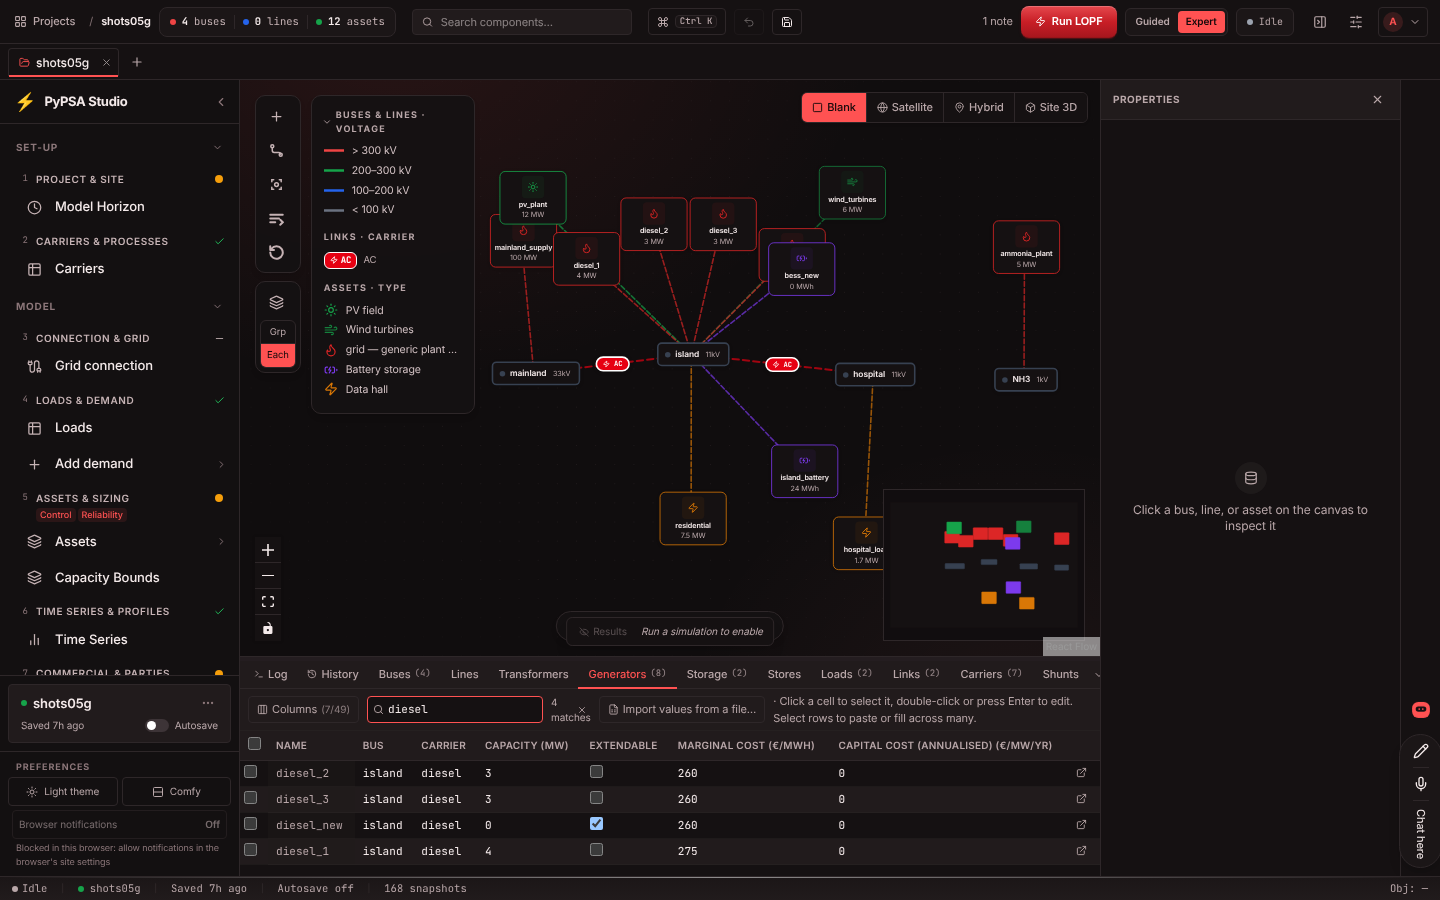 Projects / shots05g
4 buses
0 lines
12 assets
Search components...
Ctrl K
1 note
Run LOPF
Guided
Expert
Idle
A
shots05g
PyPSA Studio
SET-UP
1 PROJECT & SITE
Model Horizon
2 CARRIERS & PROCESSES
Carriers
MODEL
3 CONNECTION & GRID
Grid connection
4 LOADS & DEMAND
Loads
Add demand
5 ASSETS & SIZING
Control
Reliability
Assets
Capacity Bounds
6 TIME SERIES & PROFILES
Time Series
7 COMMERCIAL & PARTIES
shots05g
Saved 7h ago
Autosave
PREFERENCES
Light theme
Comfy
Browser notifications
Off
Blocked in this browser: allow notifications in the
browser's site settings
Grp
Each
BUSES & LINES ·
VOLTAGE
> 300 kV
200–300 kV
100–200 kV
< 100 kV
LINKS · CARRIER
AC
AC
ASSETS · TYPE
PV field
Wind turbines
grid — generic plant ...
Battery storage
Data hall
Blank
Satellite
Hybrid
Site 3D
pv_plant
12 MW
mainland_supply
100 MW
diesel_1
4 MW
diesel_2
3 MW
diesel_3
3 MW
wind_turbines
6 MW
bess_new
0 MWh
ammonia_plant
5 MW
mainland 33kV
AC
island 11kV
AC
hospital 11kV
NH3 1kV
island_battery
24 MWh
residential
7.5 MW
hospital_loa
1.7 MW
React Flow
Results
Run a simulation to enable
PROPERTIES
Click a bus, line, or asset on the canvas to
inspect it
Chat here
Log
History
Buses (4)
Lines
Transformers
Generators (8)
Storage (2)
Stores
Loads (2)
Links (2)
Carriers (7)
Shunts
Columns (7/49)
diesel
4
matches
Import values from a file...
· Click a cell to select it, double-click or press Enter to edit.
Select rows to paste or fill across many.
NAME BUS CARRIER CAPACITY (MW) EXTENDABLE MARGINAL COST (€/MWH) CAPITAL COST (ANNUALISED) (€/MW/YR)
diesel_2 island diesel 3 260 0
diesel_3 island diesel 3 260 0
diesel_new island diesel 0 260 0
diesel_1 island diesel 4 275 0
Idle
shots05g
Saved 7h ago
Autosave off
168 snapshots
Obj: —